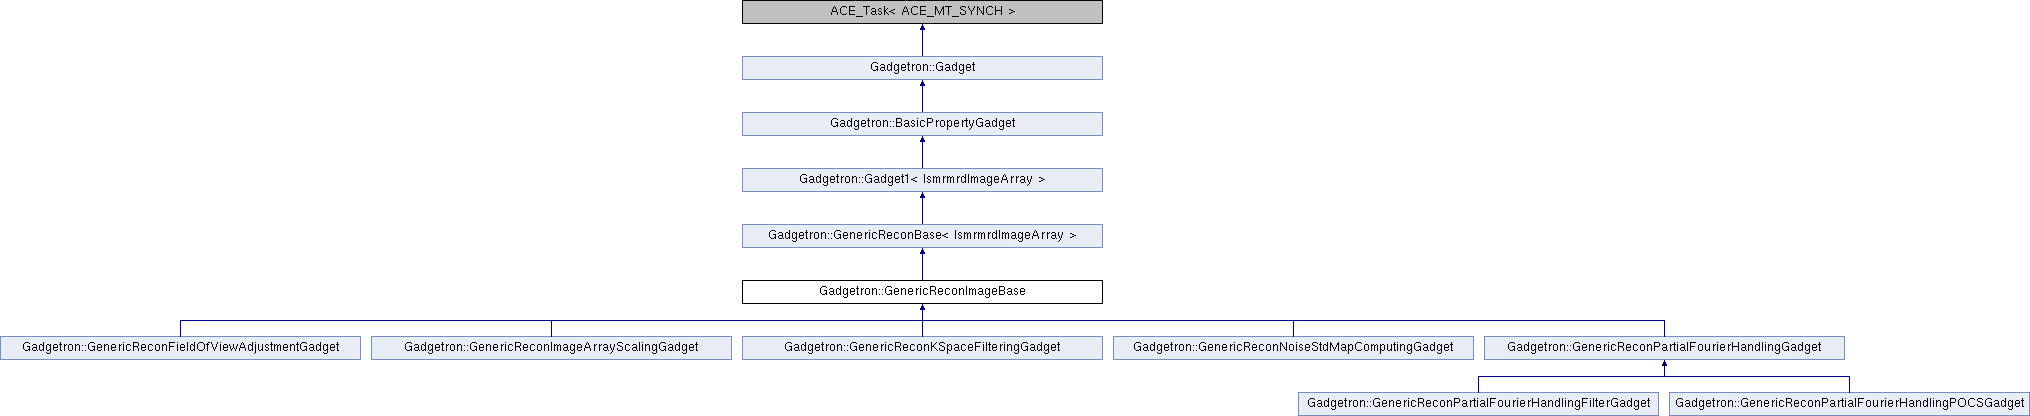 ACE_Task< ACE_MT_SYNCH >
Gadgetron::Gadget
Gadgetron::BasicPropertyGadget
Gadgetron::Gadget1< IsmrmrdImageArray >
Gadgetron::GenericReconBase< IsmrmrdImageArray >
Gadgetron::GenericReconImageBase
Gadgetron::GenericReconFieldOfViewAdjustmentGadget
Gadgetron::GenericReconImageArrayScalingGadget
Gadgetron::GenericReconKSpaceFilteringGadget
Gadgetron::GenericReconNoiseStdMapComputingGadget
Gadgetron::GenericReconPartialFourierHandlingGadget
Gadgetron::GenericReconPartialFourierHandlingFilterGadget
Gadgetron::GenericReconPartialFourierHandlingPOCSGadget